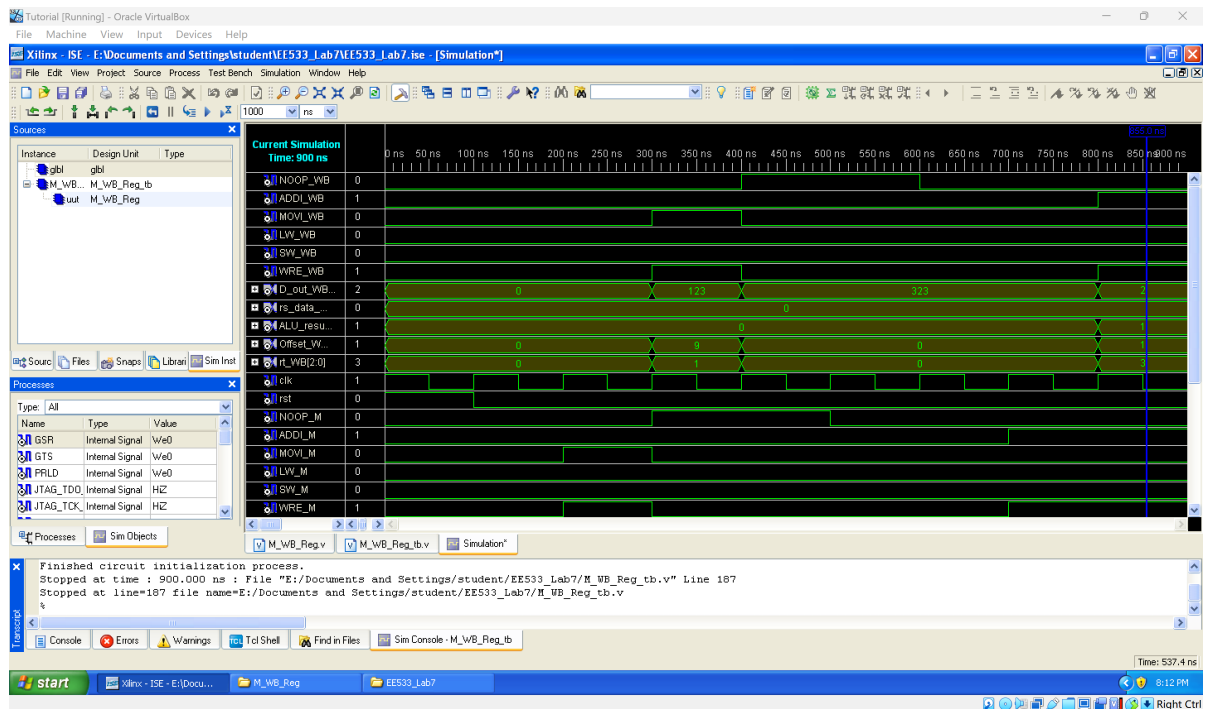 Tutorial [Running] - Oracle VirtualBox
File Machine View Input Devices Help
Xilinx - ISE - E:\Documents and Settings\student\EE533_Lab7\EE533_Lab7.ise - [Simulation*]
File Edit View Project Source Process Test Bench Simulation Window Help
1000 ns
Sources
Instance Design Unit Type
glbl glbl
M_WB... M_WB_Reg_tb
uut M_WB_Reg
Sourc Files Snaps Librari Sim Inst
Processes
Type: All
Name Type Value
GSR Internal Signal We0
GTS Internal Signal We0
PRLD Internal Signal We0
JTAG_TDO_ Internal Signal HiZ
JTAG_TCK_ Internal Signal HiZ
Processes Sim Objects
Current Simulation
Time: 900 ns
0 ns 50 ns 100 ns 150 ns 200 ns 250 ns 300 ns 350 ns 400 ns 450 ns 500 ns 550 ns 600 ns 650 ns 700 ns 750 ns 800 ns 850 ns 900 ns
NOOP_WB 0
ADDI_WB 1
MOVI_WB 0
LW_WB 0
SW_WB 0
WRE_WB 1
D_out_WB... 2 0 123 323 2
rs_data_... 0 0
ALU_resu... 1 0 1
Offset_W... 1 0 9 0 1
rt_WB[2:0] 3 0 1 0 3
clk 1
rst 0
NOOP_M 0
ADDI_M 1
MOVI_M 0
LW_M 0
SW_M 0
WRE_M 1
M_WB_Reg.v M_WB_Reg_tb.v Simulation*
Finished circuit initialization process.
Stopped at time : 900.000 ns : File "E:/Documents and Settings/student/EE533_Lab7/M_WB_Reg_tb.v" Line 187
Stopped at line=187 file name=E:/Documents and Settings/student/EE533_Lab7/M_WB_Reg_tb.v
%
Transcript
Console Errors Warnings Tcl Shell Find in Files Sim Console - M_WB_Reg_tb
Time: 537.4 ns
start Xilinx - ISE - E:\Docu... M_WB_Reg EE533_Lab7 8:12 PM
Right Ctrl